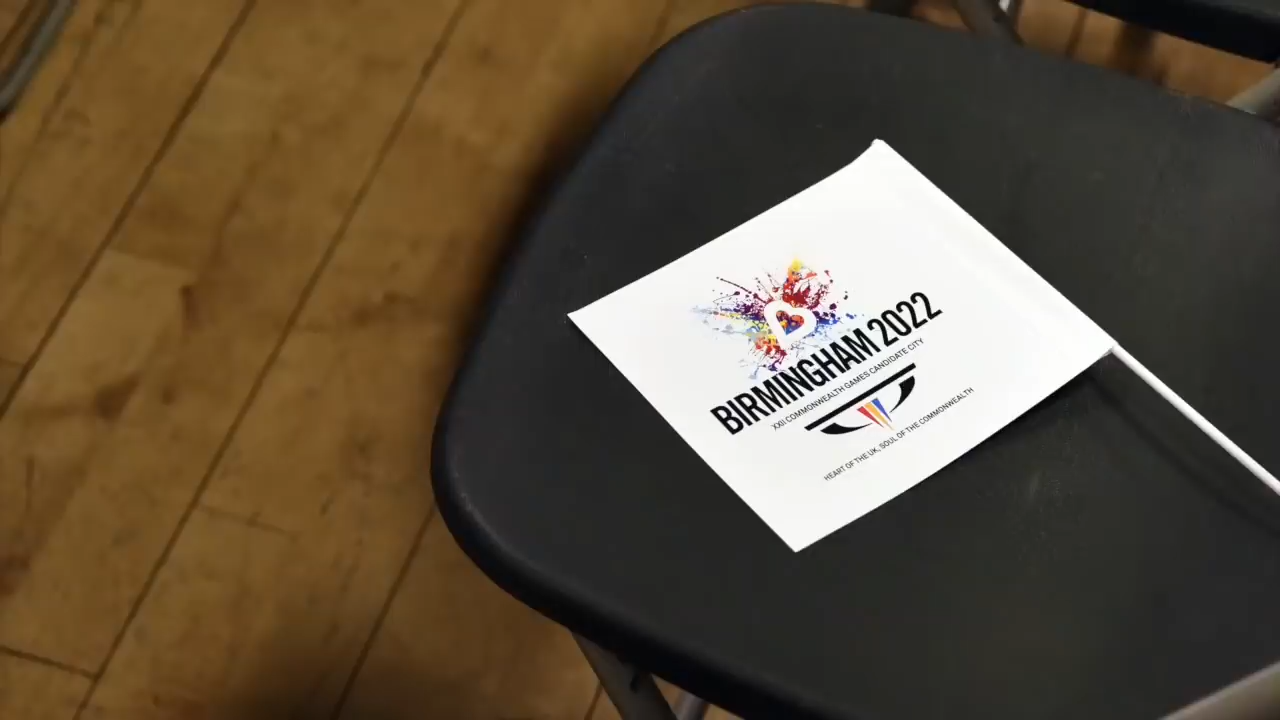 BIRMINGHAM 2022
XXII COMMONWEALTH GAMES CANDIDATE CITY
HEART OF THE UK, SOUL OF THE COMMONWEALTH